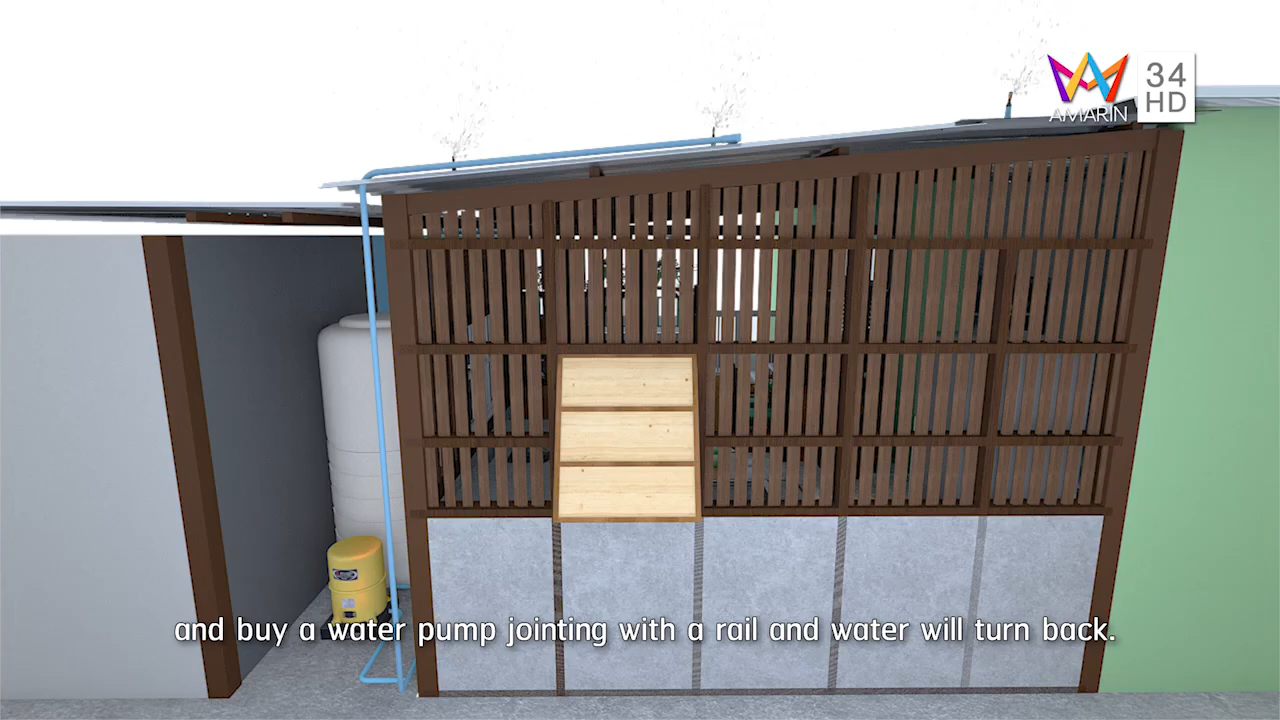 AMARIN
34
HD
and buy a water pump jointing with a rail and water will turn back.